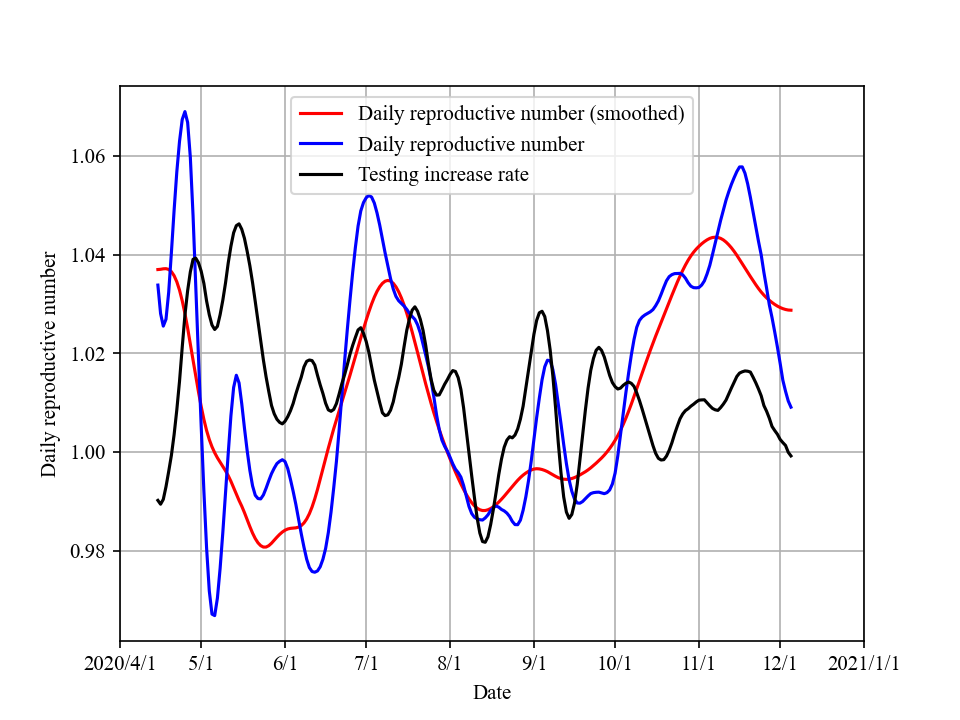 Daily reproductive number (smoothed)
Daily reproductive number
Testing increase rate
1.06
1.04
1.02
1.00
0.98
Daily reproductive number
2020/4/1 5/1 6/1 7/1 8/1 9/1 10/1 11/1 12/1 2021/1/1
Date